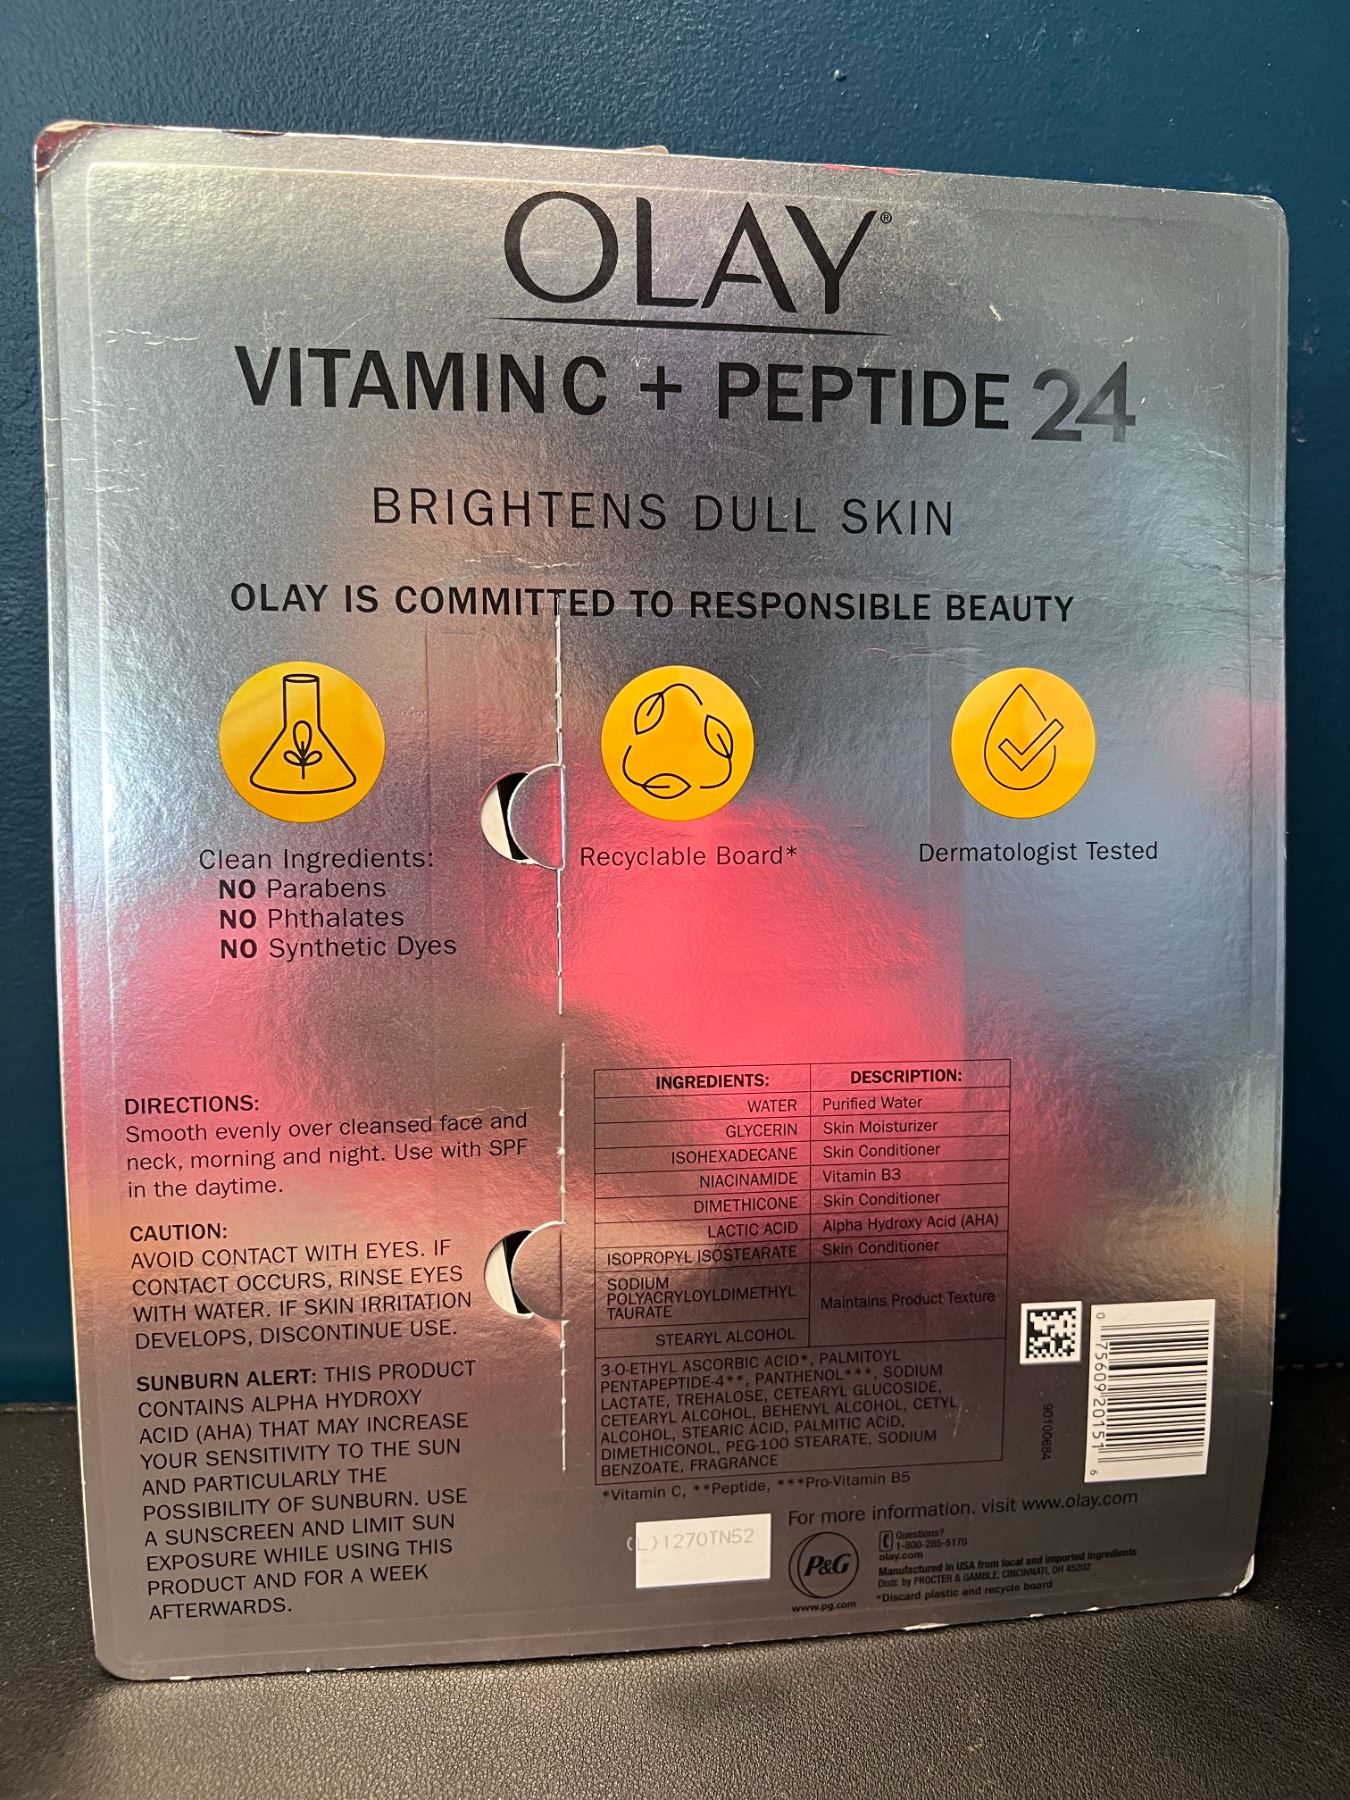 OLAY®
VITAMIN C + PEPTIDE 24
BRIGHTENS DULL SKIN
OLAY IS COMMITTED TO RESPONSIBLE BEAUTY
Clean Ingredients:
NO Parabens
NO Phthalates
NO Synthetic Dyes
Recyclable Board*
Dermatologist Tested
DIRECTIONS:
Smooth evenly over cleansed face and
neck, morning and night. Use with SPF
in the daytime.
CAUTION:
AVOID CONTACT WITH EYES. IF
CONTACT OCCURS, RINSE EYES
WITH WATER. IF SKIN IRRITATION
DEVELOPS, DISCONTINUE USE.
SUNBURN ALERT: THIS PRODUCT
CONTAINS ALPHA HYDROXY
ACID (AHA) THAT MAY INCREASE
YOUR SENSITIVITY TO THE SUN
AND PARTICULARLY THE
POSSIBILITY OF SUNBURN. USE
A SUNSCREEN AND LIMIT SUN
EXPOSURE WHILE USING THIS
PRODUCT AND FOR A WEEK
AFTERWARDS.
INGREDIENTS: DESCRIPTION:
WATER Purified Water
GLYCERIN Skin Moisturizer
ISOHEXADECANE Skin Conditioner
NIACINAMIDE Vitamin B3
DIMETHICONE Skin Conditioner
LACTIC ACID Alpha Hydroxy Acid (AHA)
ISOPROPYL ISOSTEARATE Skin Conditioner
SODIUM
POLYACRYLOYLDIMETHYL
TAURATE
Maintains Product Texture
STEARYL ALCOHOL
3-O-ETHYL ASCORBIC ACID*, PALMITOYL
PENTAPEPTIDE-4**, PANTHENOL***, SODIUM
LACTATE, TREHALOSE, CETEARYL GLUCOSIDE,
CETEARYL ALCOHOL, BEHENYL ALCOHOL, CETYL
ALCOHOL, STEARIC ACID, PALMITIC ACID,
DIMETHICONOL, PEG-100 STEARATE, SODIUM
BENZOATE, FRAGRANCE
*Vitamin C, **Peptide, ***Pro-Vitamin B5
90100684
0 75609 20151 6
(L)1270TN52
For more information, visit www.olay.com
P&G
www.pg.com
Questions?
1-800-285-5170
olay.com
Manufactured in USA from local and imported ingredients
Distr. by PROCTER & GAMBLE, CINCINNATI, OH 45202
*Discard plastic and recycle board